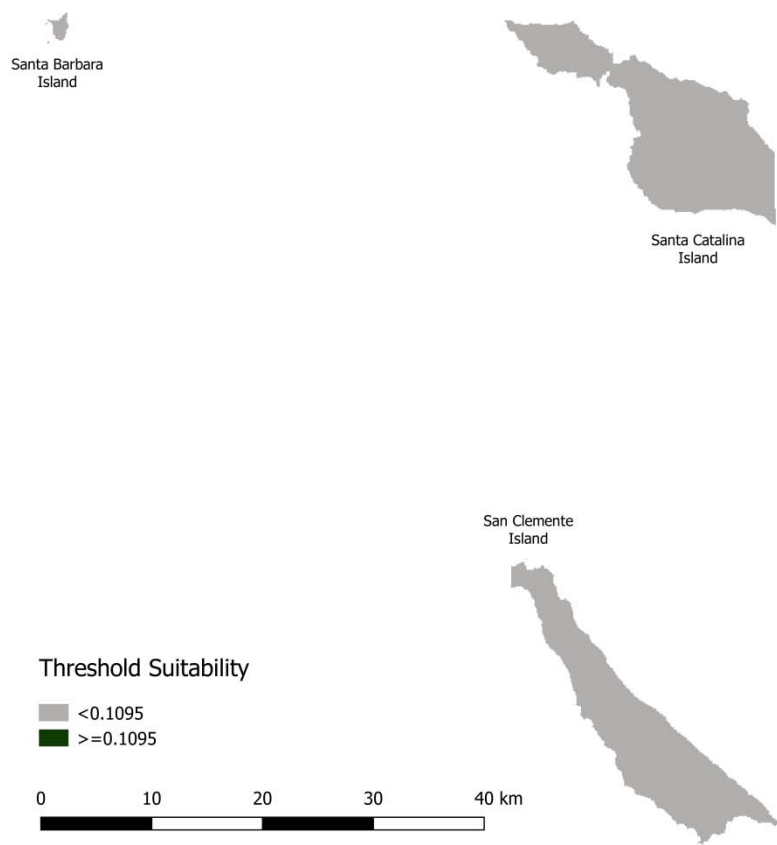 Santa Barbara
Island
Santa Catalina
Island
San Clemente
Island
Threshold Suitability
<0.1095
>=0.1095
0 10 20 30 40 km